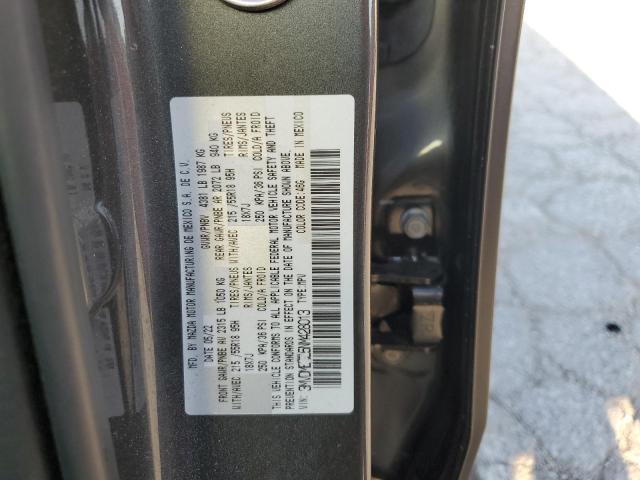 MFD. BY MAZDA MOTOR MANUFACTURING DE MEXICO S.A. DE C.V.
DATE: 05/22 GVWR/PNBV 4381 LB 1987 KG
FRONT GAWR/PNBE AV 2315 LB 1050 KG REAR GAWR/PNBE AR 2072 LB 940 KG
WITH/AVEC 215/55R18 95H TIRES/PNEUS WITH/AVEC 215/55R18 95H TIRES/PNEUS
18X7J RIMS/JANTES 18X7J RIMS/JANTES
250 KPA/36 PSI COLD/A FROID 250 KPA/36 PSI COLD/A FROID
THIS VEHICLE CONFORMS TO ALL APPLICABLE FEDERAL MOTOR VEHICLE SAFETY AND THEFT
PREVENTION STANDARDS IN EFFECT ON THE DATE OF MANUFACTURE SHOWN ABOVE.
COLOR CODE:46G MADE IN MEXICO
VIN: TYPE:MPV